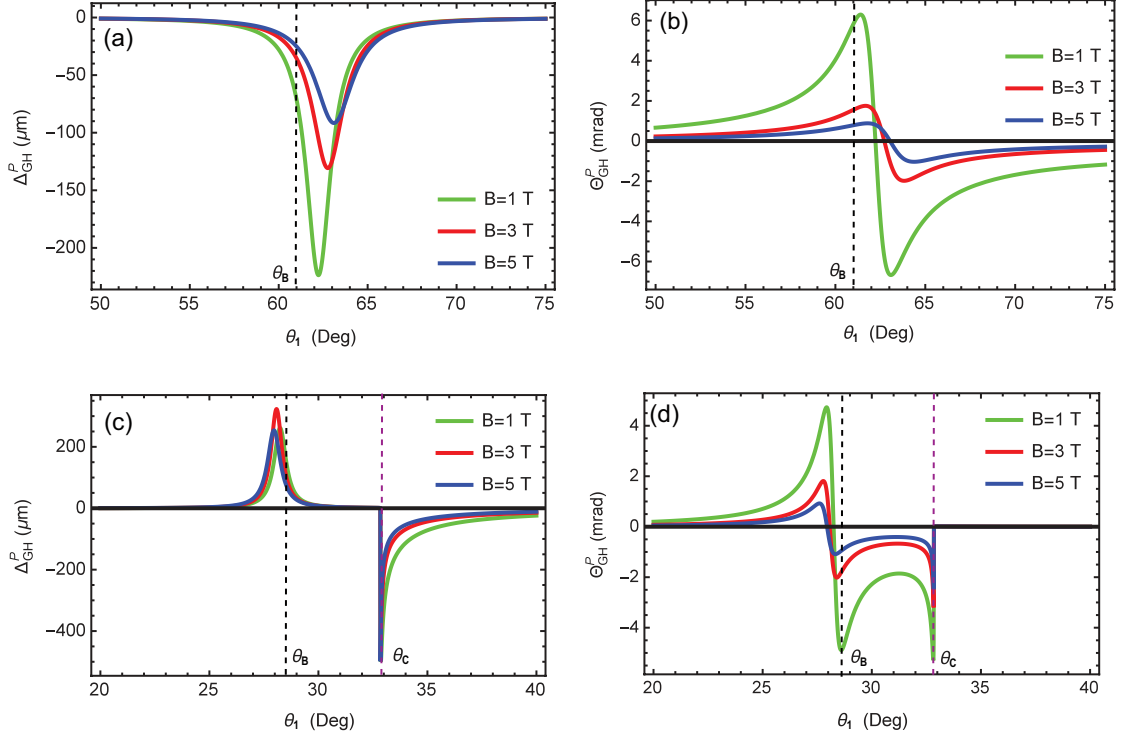 (a)
Δ^P_GH (μm)
0
−50
−100
−150
−200
B=1 T
B=3 T
B=5 T
θ_B
50 55 60 65 70 75
θ_1 (Deg)
(b)
Θ^P_GH (mrad)
6
4
2
0
−2
−4
−6
B=1 T
B=3 T
B=5 T
θ_B
50 55 60 65 70 75
θ_1 (Deg)
(c)
Δ^P_GH (μm)
200
0
−200
−400
B=1 T
B=3 T
B=5 T
θ_B θ_C
20 25 30 35 40
θ_1 (Deg)
(d)
Θ^P_GH (mrad)
4
2
0
−2
−4
B=1 T
B=3 T
B=5 T
θ_B θ_C
20 25 30 35 40
θ_1 (Deg)